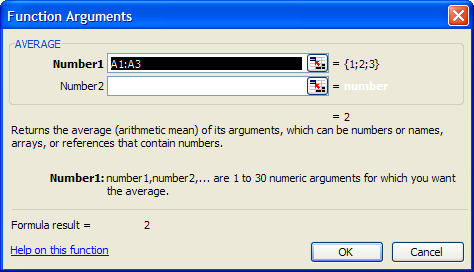 Function Arguments
AVERAGE
Number1 A1:A3 = {1;2;3}
Number2 = number
= 2
Returns the average (arithmetic mean) of its arguments, which can be numbers or names,
arrays, or references that contain numbers.
Number1: number1,number2,... are 1 to 30 numeric arguments for which you want
the average.
Formula result = 2
Help on this function OK Cancel